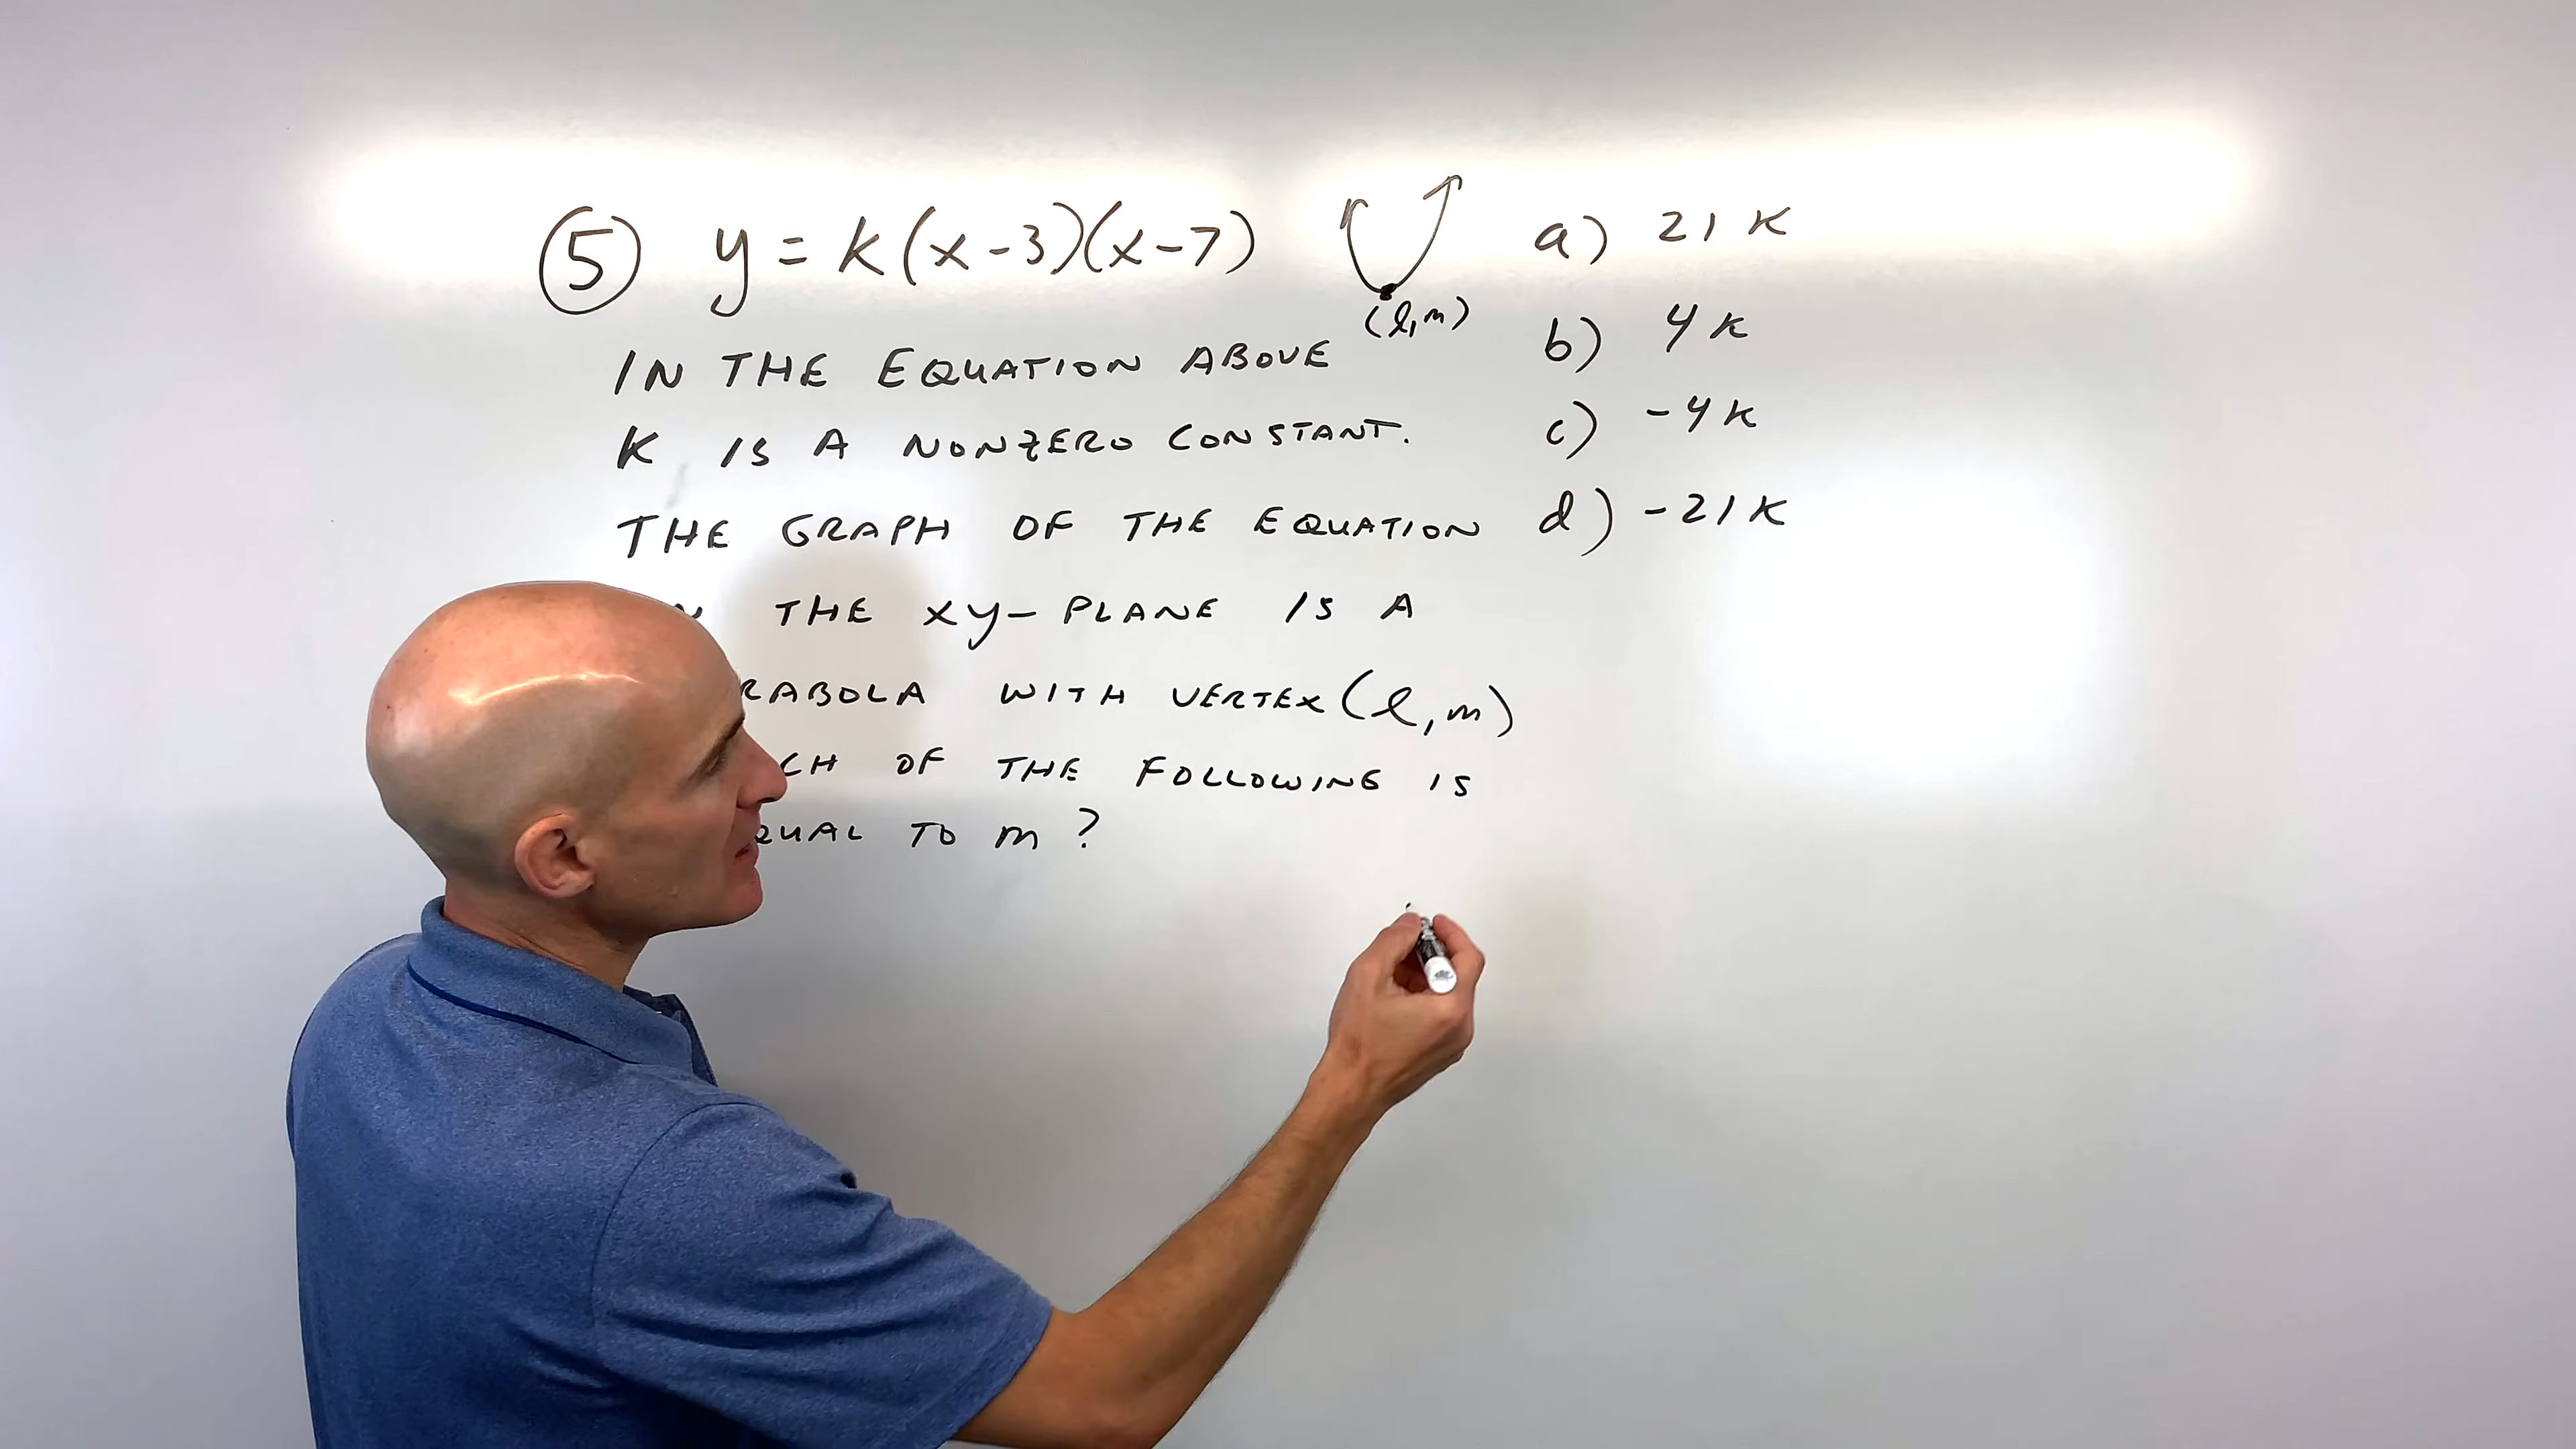 5 y = k(x-3)(x-7)
(l,m)
IN THE EQUATION ABOVE
K IS A NONZERO CONSTANT.
THE GRAPH OF THE EQUATION
THE xy-PLANE IS A
RABOLA WITH VERTEX (l,m)
CH OF THE FOLLOWING IS
QUAL TO m?
a) 21K
b) 4K
c) -4K
d) -21K